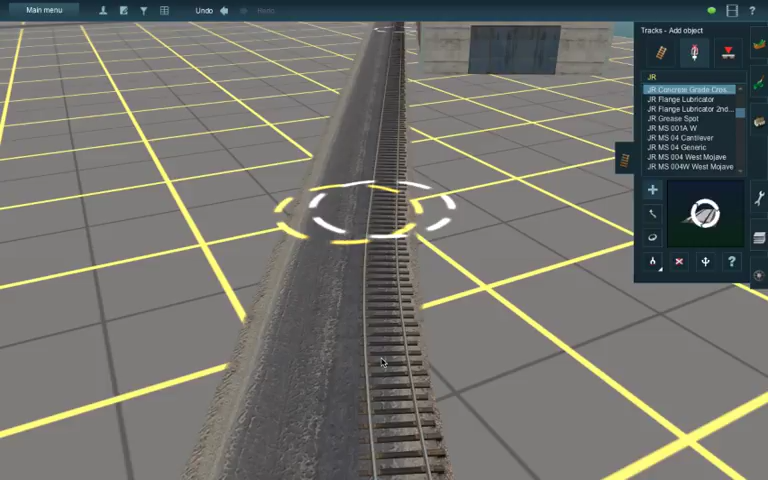 Main menu
Undo
Redo
?
Tracks - Add object
JR
JR Concrete Grade Cros...
JR Flange Lubricator
JR Flange Lubricator 2nd...
JR Grease Spot
JR MS 001A W
JR MS 04 Cantilever
JR MS 04 Generic
JR MS 004 West Mojave
JR MS 004W West Mojave
?